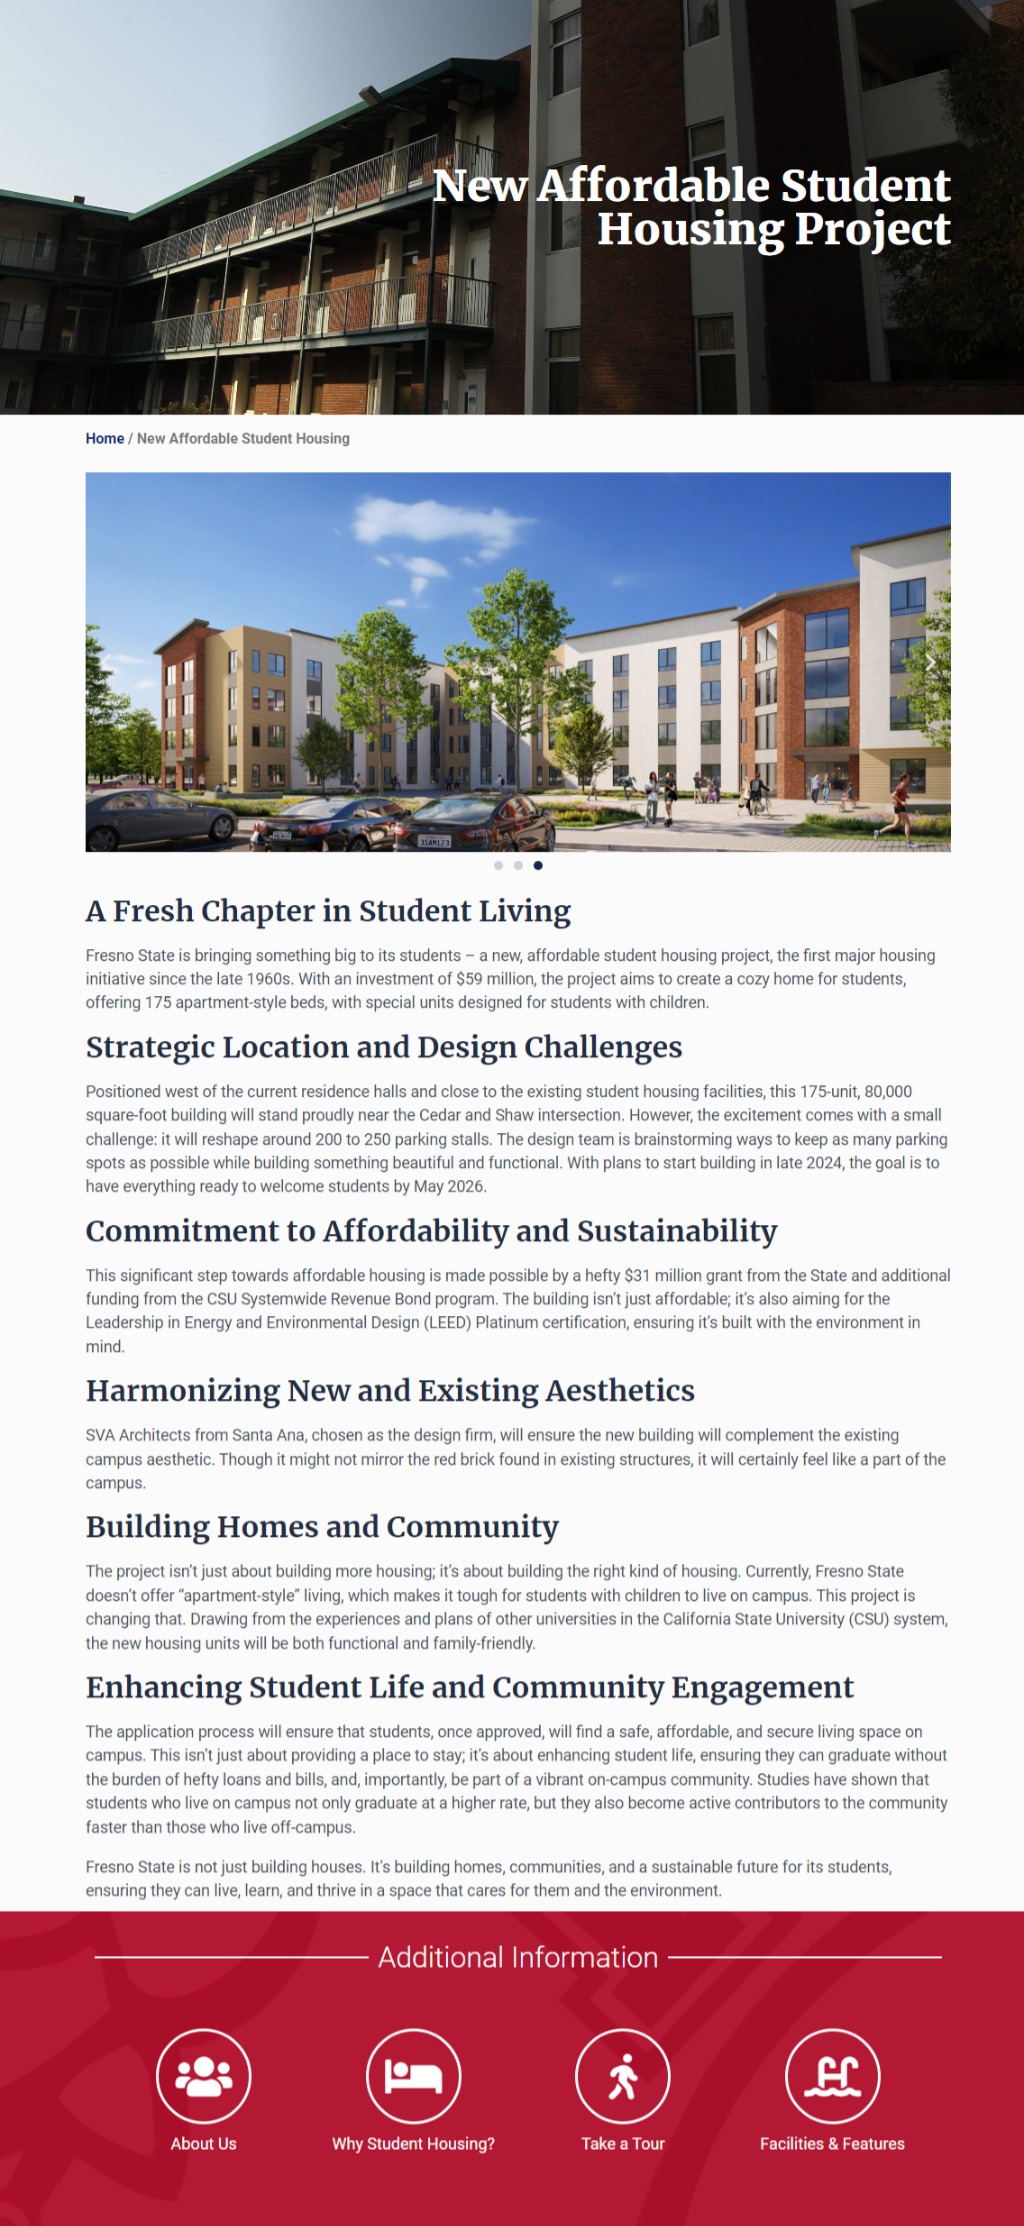 New Affordable Student
Housing Project
Home / New Affordable Student Housing
31AM123
A Fresh Chapter in Student Living
Fresno State is bringing something big to its students – a new, affordable student housing project, the first major housing
initiative since the late 1960s. With an investment of $59 million, the project aims to create a cozy home for students,
offering 175 apartment-style beds, with special units designed for students with children.
Strategic Location and Design Challenges
Positioned west of the current residence halls and close to the existing student housing facilities, this 175-unit, 80,000
square-foot building will stand proudly near the Cedar and Shaw intersection. However, the excitement comes with a small
challenge: it will reshape around 200 to 250 parking stalls. The design team is brainstorming ways to keep as many parking
spots as possible while building something beautiful and functional. With plans to start building in late 2024, the goal is to
have everything ready to welcome students by May 2026.
Commitment to Affordability and Sustainability
This significant step towards affordable housing is made possible by a hefty $31 million grant from the State and additional
funding from the CSU Systemwide Revenue Bond program. The building isn’t just affordable; it’s also aiming for the
Leadership in Energy and Environmental Design (LEED) Platinum certification, ensuring it’s built with the environment in
mind.
Harmonizing New and Existing Aesthetics
SVA Architects from Santa Ana, chosen as the design firm, will ensure the new building will complement the existing
campus aesthetic. Though it might not mirror the red brick found in existing structures, it will certainly feel like a part of the
campus.
Building Homes and Community
The project isn’t just about building more housing; it’s about building the right kind of housing. Currently, Fresno State
doesn’t offer “apartment-style” living, which makes it tough for students with children to live on campus. This project is
changing that. Drawing from the experiences and plans of other universities in the California State University (CSU) system,
the new housing units will be both functional and family-friendly.
Enhancing Student Life and Community Engagement
The application process will ensure that students, once approved, will find a safe, affordable, and secure living space on
campus. This isn’t just about providing a place to stay; it’s about enhancing student life, ensuring they can graduate without
the burden of hefty loans and bills, and, importantly, be part of a vibrant on-campus community. Studies have shown that
students who live on campus not only graduate at a higher rate, but they also become active contributors to the community
faster than those who live off-campus.
Fresno State is not just building houses. It’s building homes, communities, and a sustainable future for its students,
ensuring they can live, learn, and thrive in a space that cares for them and the environment.
Additional Information
About Us
Why Student Housing?
Take a Tour
Facilities & Features